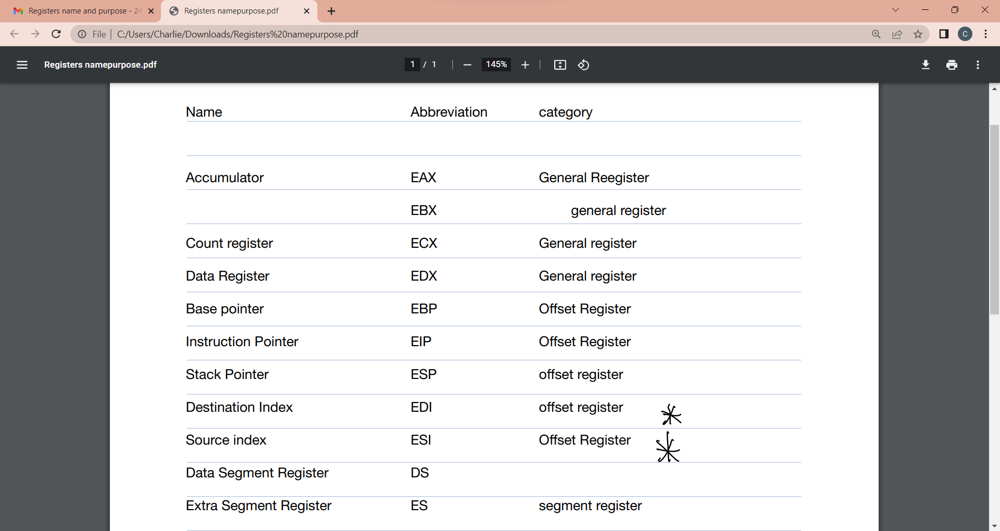 Registers name and purpose - 24
Registers namepurpose.pdf
File | C:/Users/Charlie/Downloads/Registers%20namepurpose.pdf
C
Registers namepurpose.pdf
1 / 1
145%
Name Abbreviation category
Accumulator EAX General Reegister
EBX general register
Count register ECX General register
Data Register EDX General register
Base pointer EBP Offset Register
Instruction Pointer EIP Offset Register
Stack Pointer ESP offset register
Destination Index EDI offset register *
Source index ESI Offset Register *
Data Segment Register DS
Extra Segment Register ES segment register